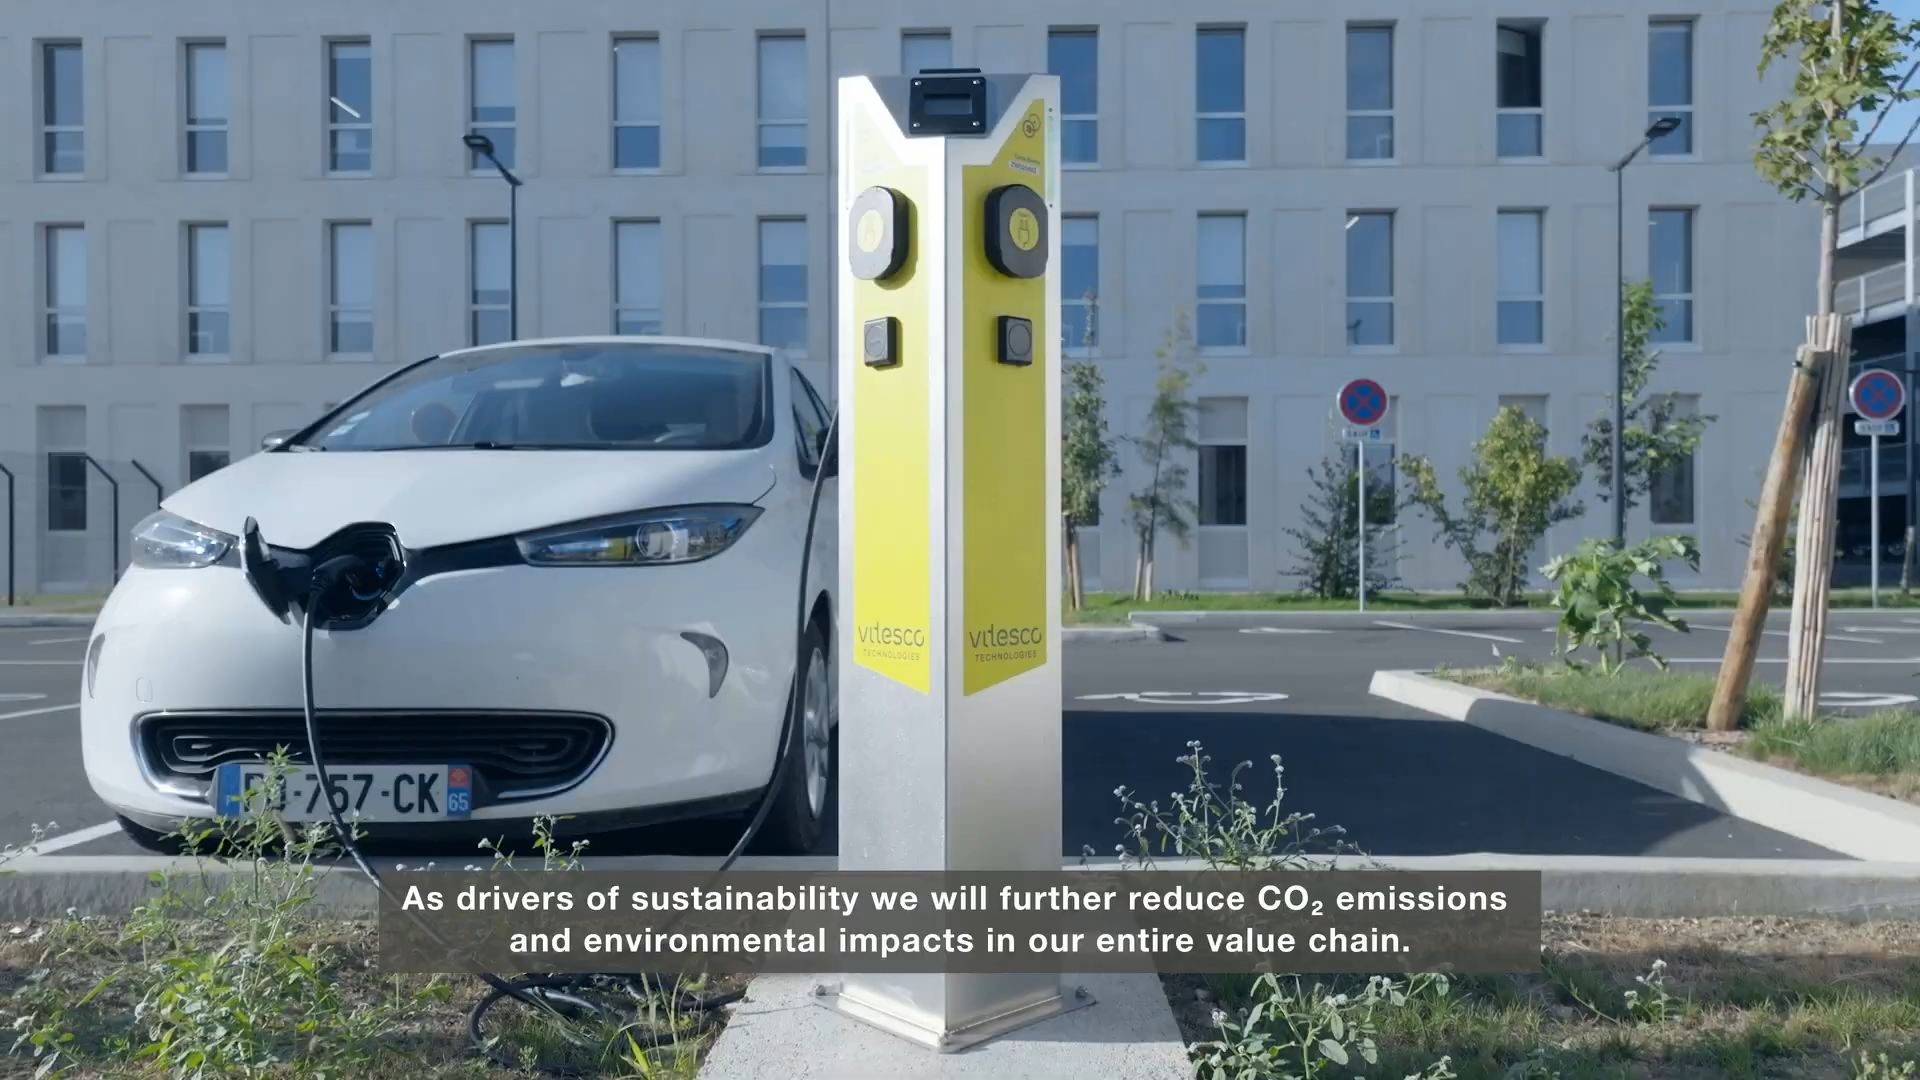 vitesco
TECHNOLOGIES
vitesco
TECHNOLOGIES
-757-CK
65
As drivers of sustainability we will further reduce CO₂ emissions
and environmental impacts in our entire value chain.